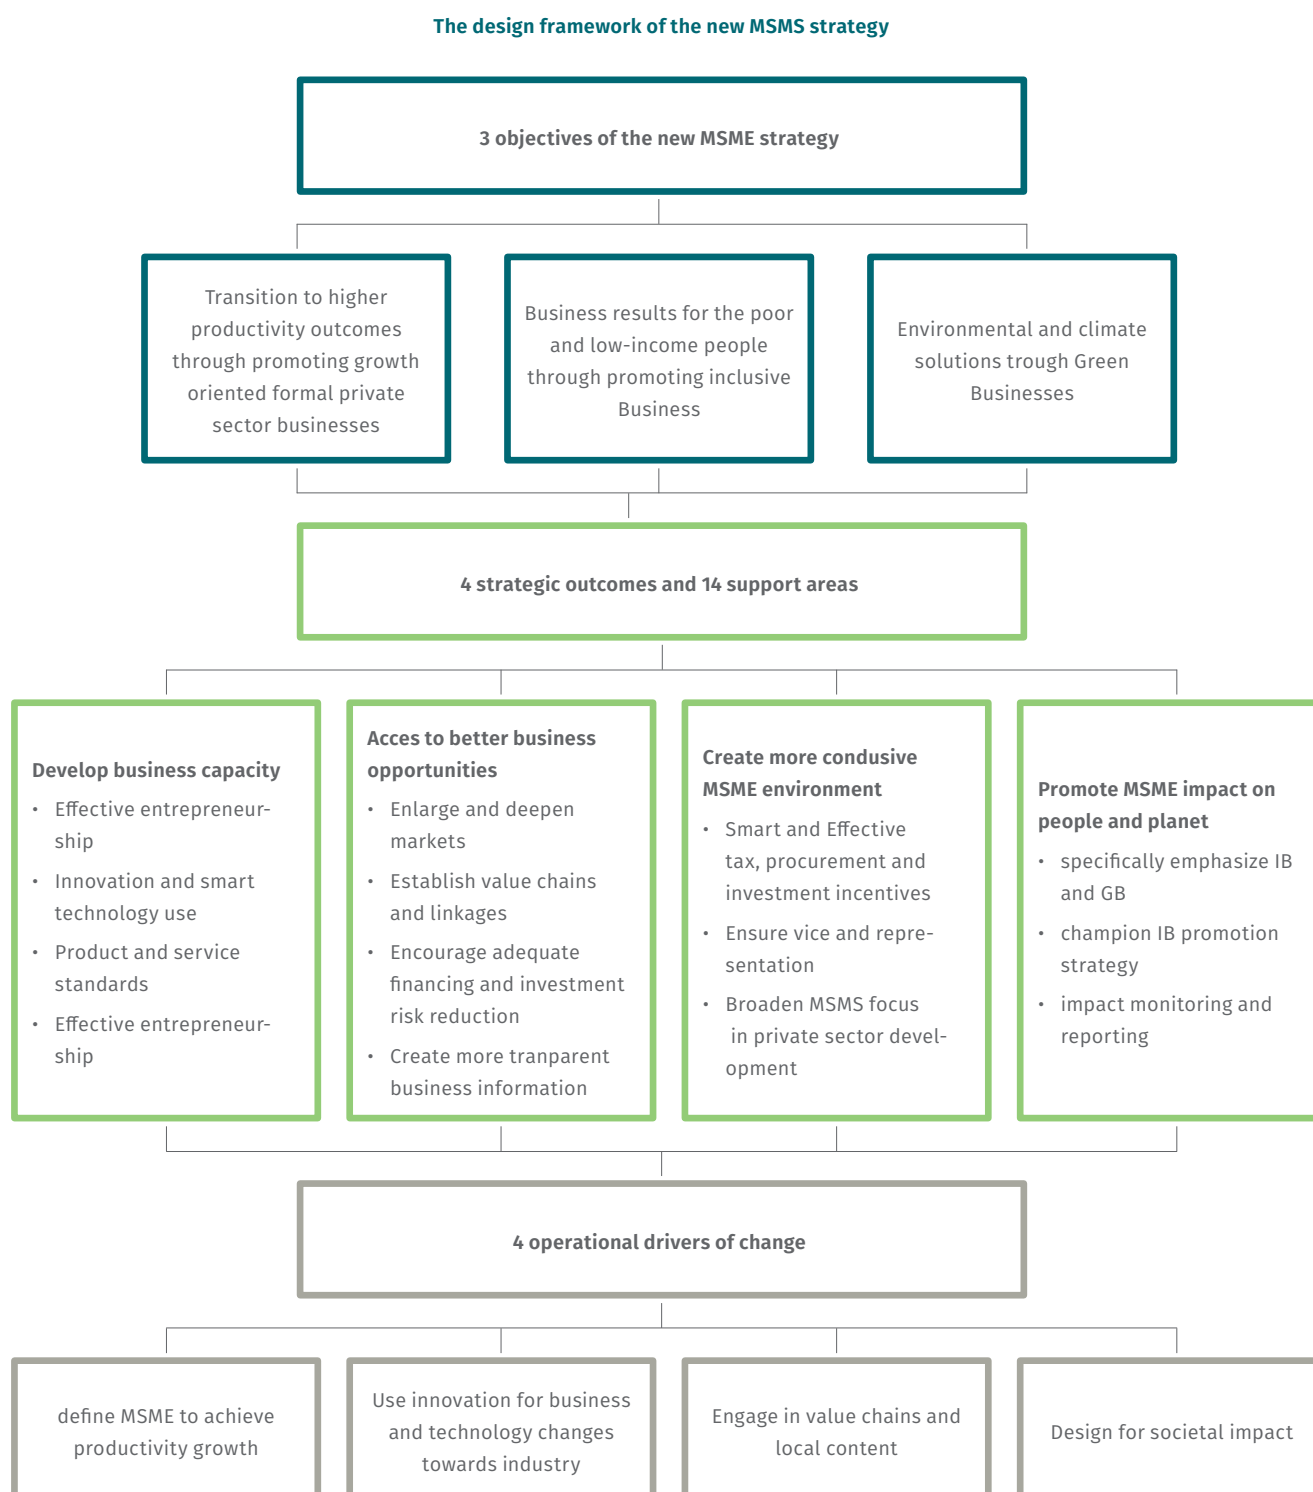 The design framework of the new MSMS strategy
3 objectives of the new MSME strategy
Transition to higher
productivity outcomes
through promoting growth
oriented formal private
sector businesses
Business results for the poor
and low-income people
through promoting inclusive
Business
Environmental and climate
solutions trough Green
Businesses
4 strategic outcomes and 14 support areas
Develop business capacity
• Effective entrepreneur-
ship
• Innovation and smart
technology use
• Product and service
standards
• Effective entrepreneur-
ship
Acces to better business
opportunities
• Enlarge and deepen
markets
• Establish value chains
and linkages
• Encourage adequate
financing and investment
risk reduction
• Create more tranparent
business information
Create more condusive
MSME environment
• Smart and Effective
tax, procurement and
investment incentives
• Ensure vice and repre-
sentation
• Broaden MSMS focus
in private sector devel-
opment
Promote MSME impact on
people and planet
• specifically emphasize IB
and GB
• champion IB promotion
strategy
• impact monitoring and
reporting
4 operational drivers of change
define MSME to achieve
productivity growth
Use innovation for business
and technology changes
towards industry
Engage in value chains and
local content
Design for societal impact